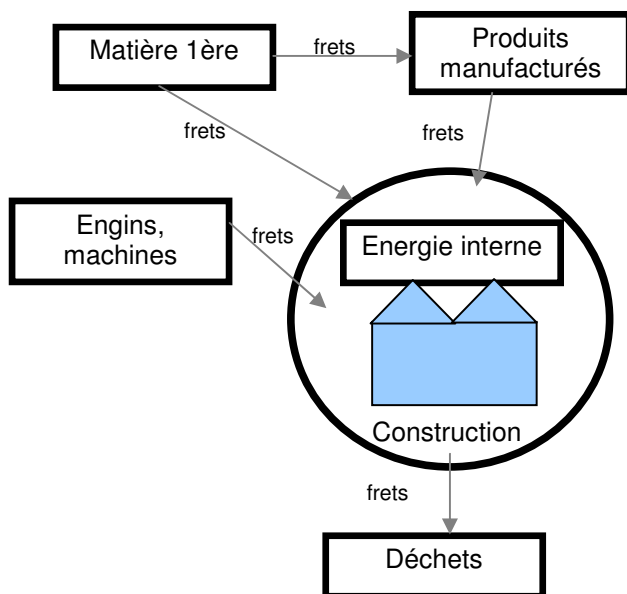 Matière 1ère
frets
Produits
manufacturés
frets
frets
Engins,
machines
frets
Energie interne
Construction
frets
Déchets